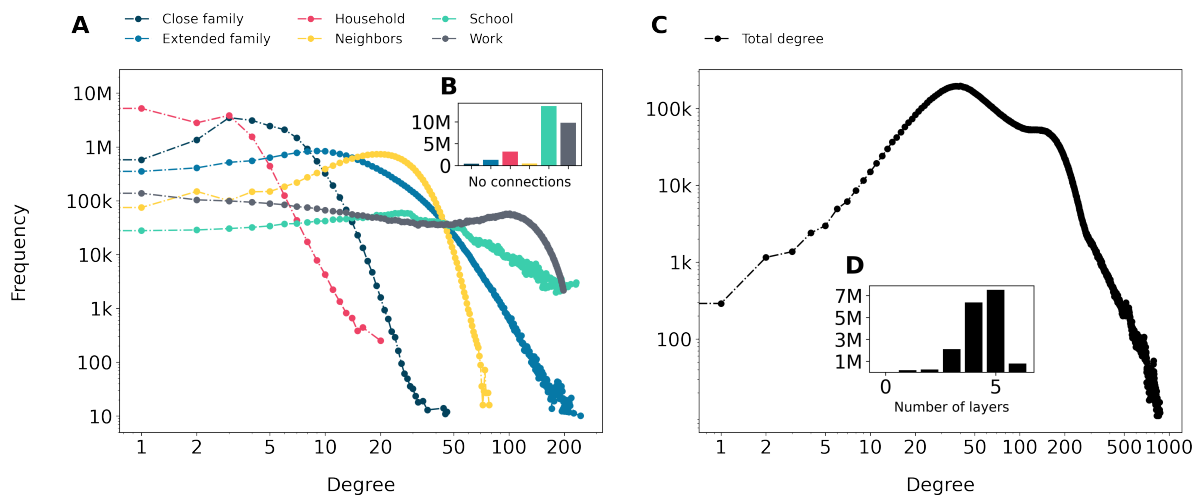 A
Close family
Household
School
Extended family
Neighbors
Work
C
Total degree
B
10M
5M
0
No connections
10M
1M
100k
10k
1k
100
10
Frequency
1 2 5 10 20 50 100 200
Degree
100k
10k
1k
100
D
7M
5M
3M
1M
0 5
Number of layers
1 2 5 10 20 50 100 200 500 1000
Degree